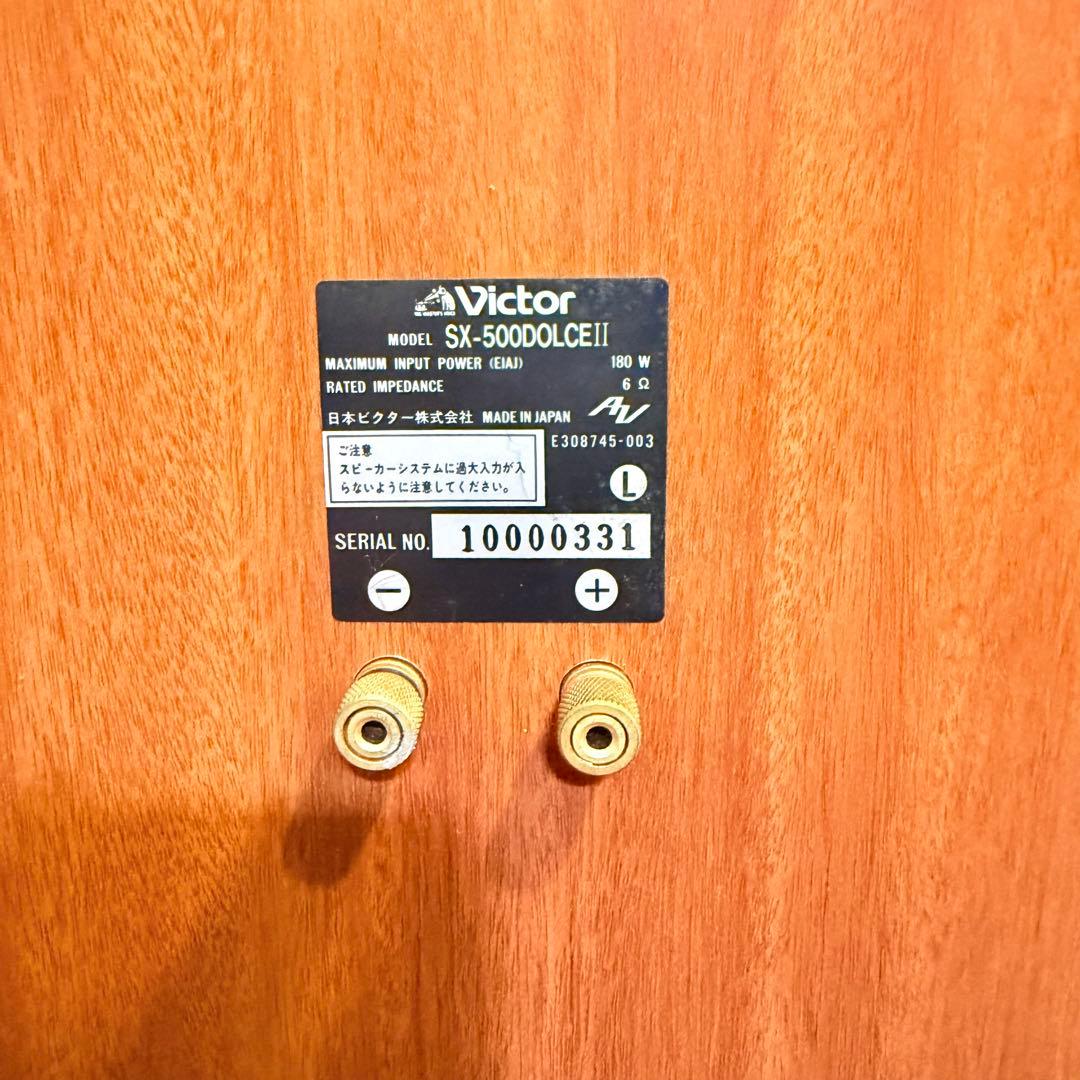 Victor
MODEL SX-500DOLCEII
MAXIMUM INPUT POWER (EIAJ) 180 W
RATED IMPEDANCE 6 Ω
日本ビクター株式会社 MADE IN JAPAN AV
E308745-003
ご注意
スピーカーシステムに過大入力が入
らないように注意してください。
L
SERIAL NO. 10000331
− +